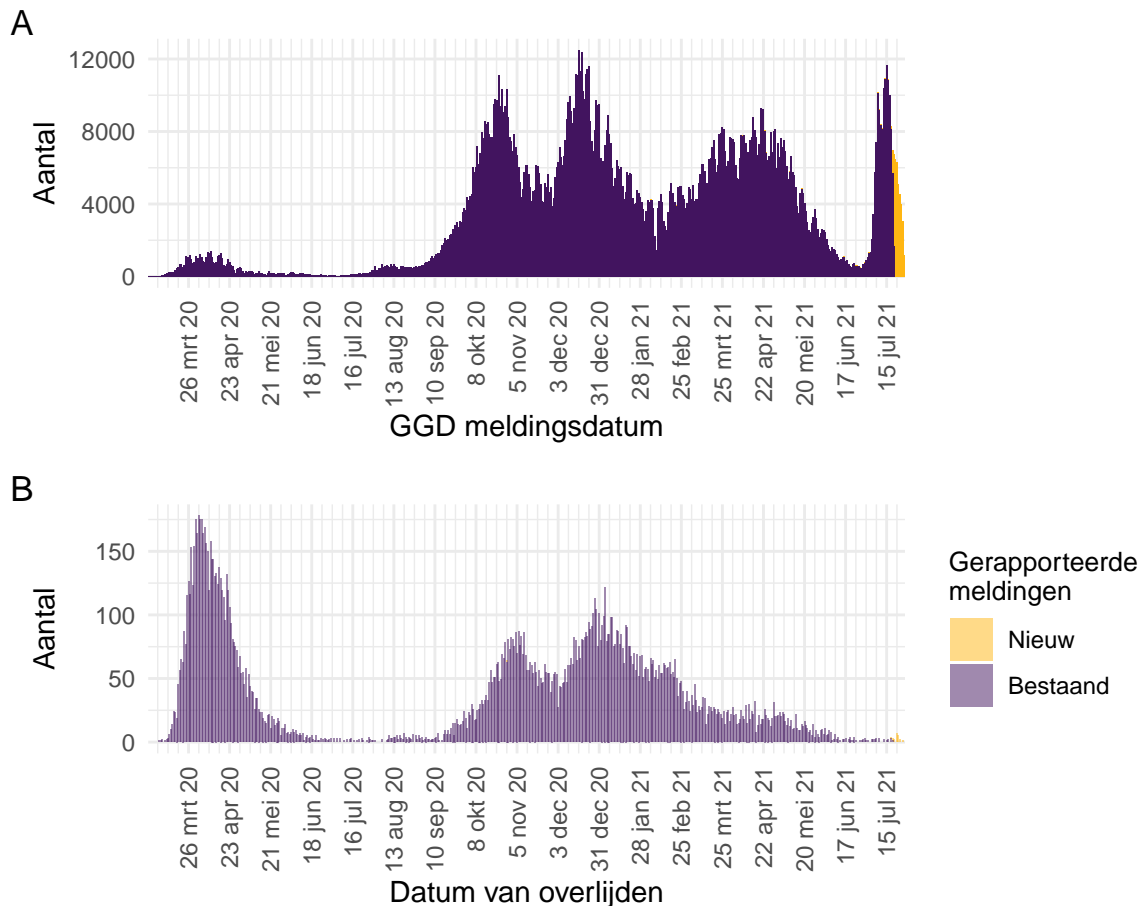 A
Aantal
12000
8000
4000
0
26 mrt 20
23 apr 20
21 mei 20
18 jun 20
16 jul 20
13 aug 20
10 sep 20
8 okt 20
5 nov 20
3 dec 20
31 dec 20
28 jan 21
25 feb 21
25 mrt 21
22 apr 21
20 mei 21
17 jun 21
15 jul 21
GGD meldingsdatum
B
Aantal
150
100
50
0
26 mrt 20
23 apr 20
21 mei 20
18 jun 20
16 jul 20
13 aug 20
10 sep 20
8 okt 20
5 nov 20
3 dec 20
31 dec 20
28 jan 21
25 feb 21
25 mrt 21
22 apr 21
20 mei 21
17 jun 21
15 jul 21
Datum van overlijden
Gerapporteerde
meldingen
Nieuw
Bestaand